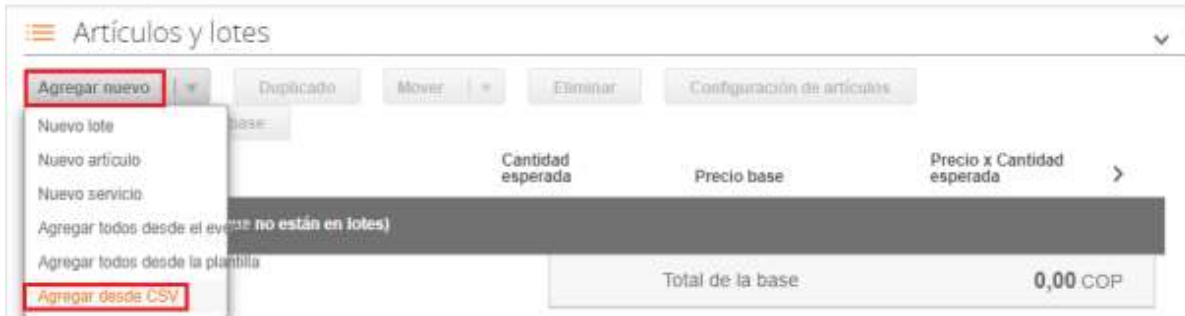 Artículos y lotes
Agregar nuevo Duplicado Mover Eliminar Configuración de artículos
Nuevo lote base
Nuevo artículo
Nuevo servicio
Cantidad esperada Precio base Precio x Cantidad esperada
Agregar todos desde el no están en lotes)
Agregar todos desde la plantilla
Agregar desde CSV
Total de la base 0,00 COP